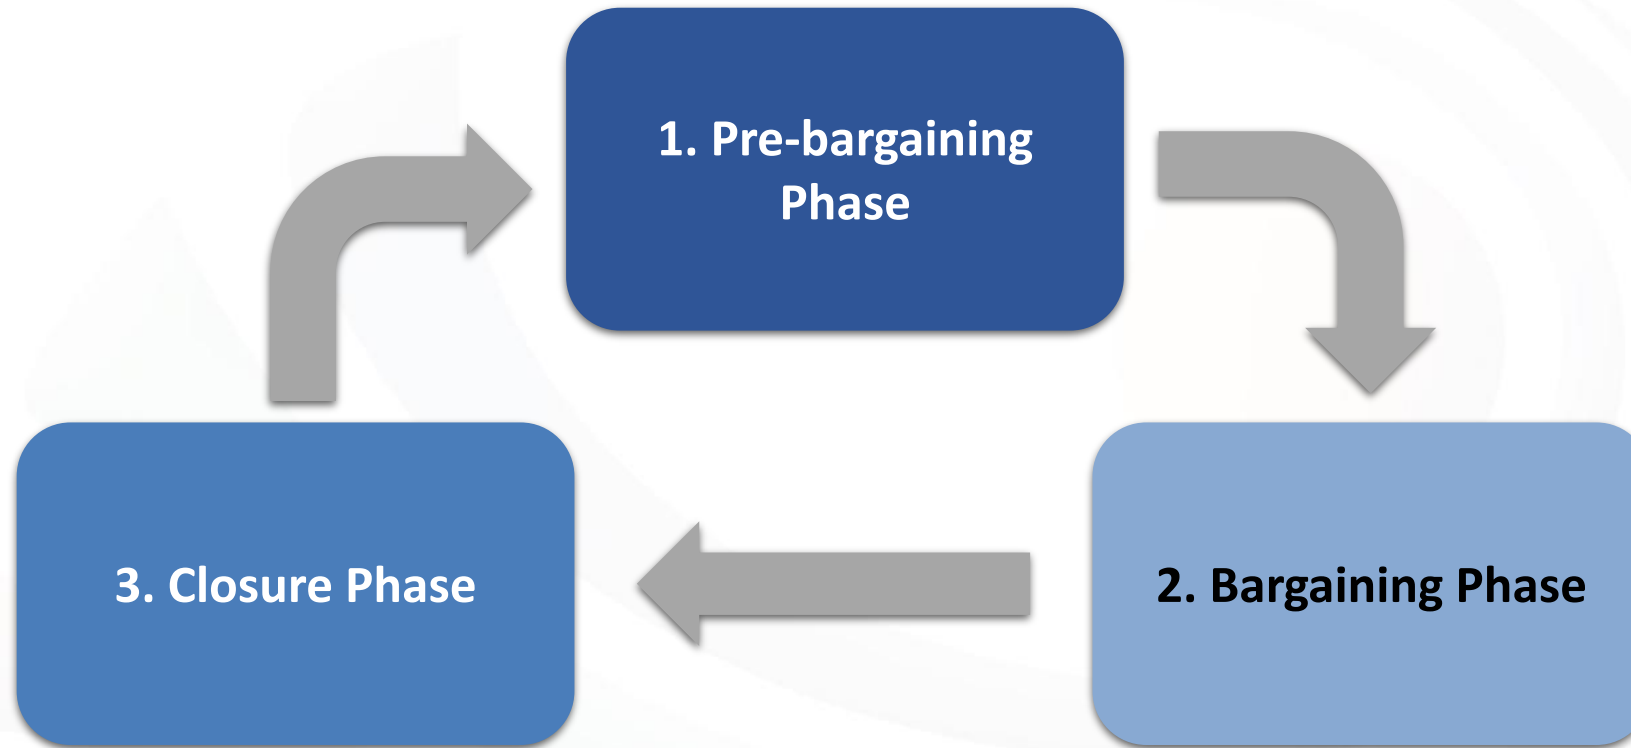 1. Pre-bargaining
Phase
2. Bargaining Phase
3. Closure Phase